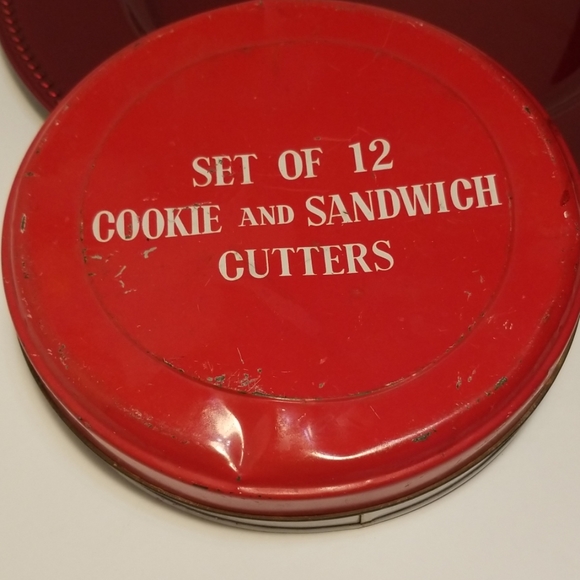 SET OF 12
COOKIE AND SANDWICH
CUTTERS